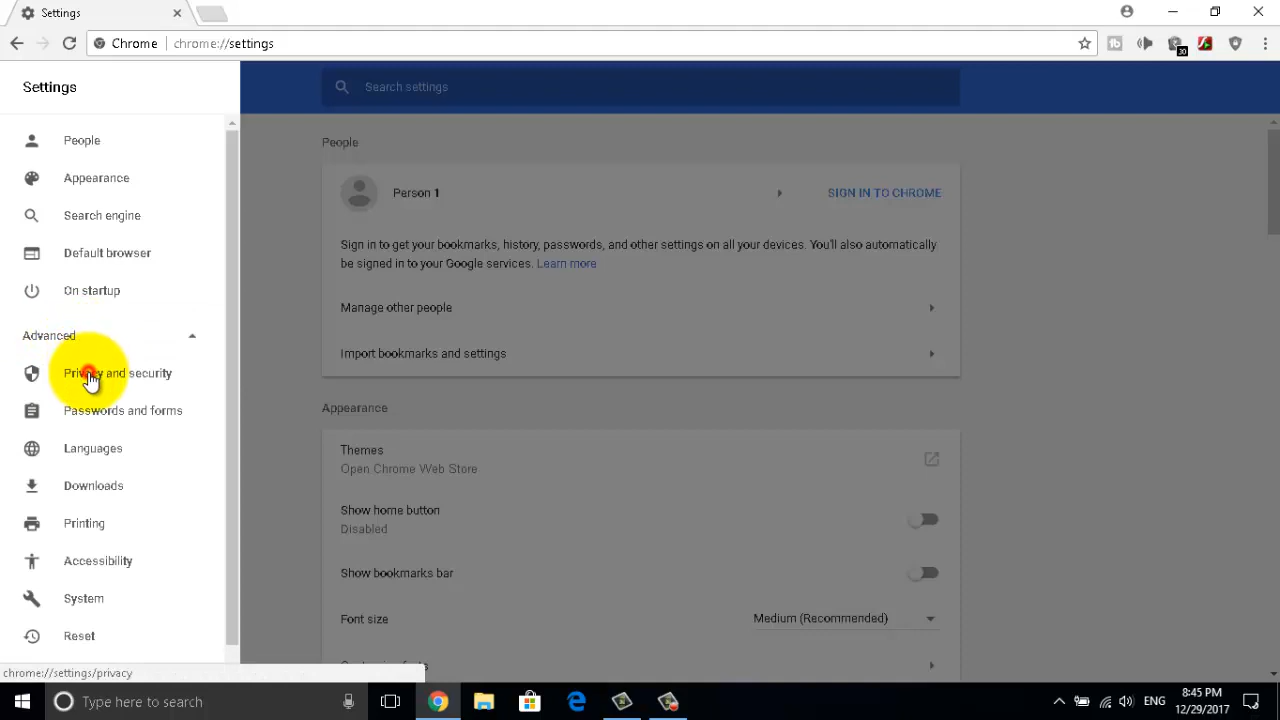 Settings
Chrome
chrome://settings
30
Settings
Search settings
People
Appearance
Search engine
Default browser
On startup
Advanced
Privacy and security
Passwords and forms
Languages
Downloads
Printing
Accessibility
System
Reset
chrome://settings/privacy
People
Person 1
SIGN IN TO CHROME
Sign in to get your bookmarks, history, passwords, and other settings on all your devices. You'll also automatically
be signed in to your Google services. Learn more
Manage other people
Import bookmarks and settings
Appearance
Themes
Open Chrome Web Store
Show home button
Disabled
Show bookmarks bar
Font size
Medium (Recommended)
Customize fonts
Type here to search
ENG
8:45 PM
12/29/2017